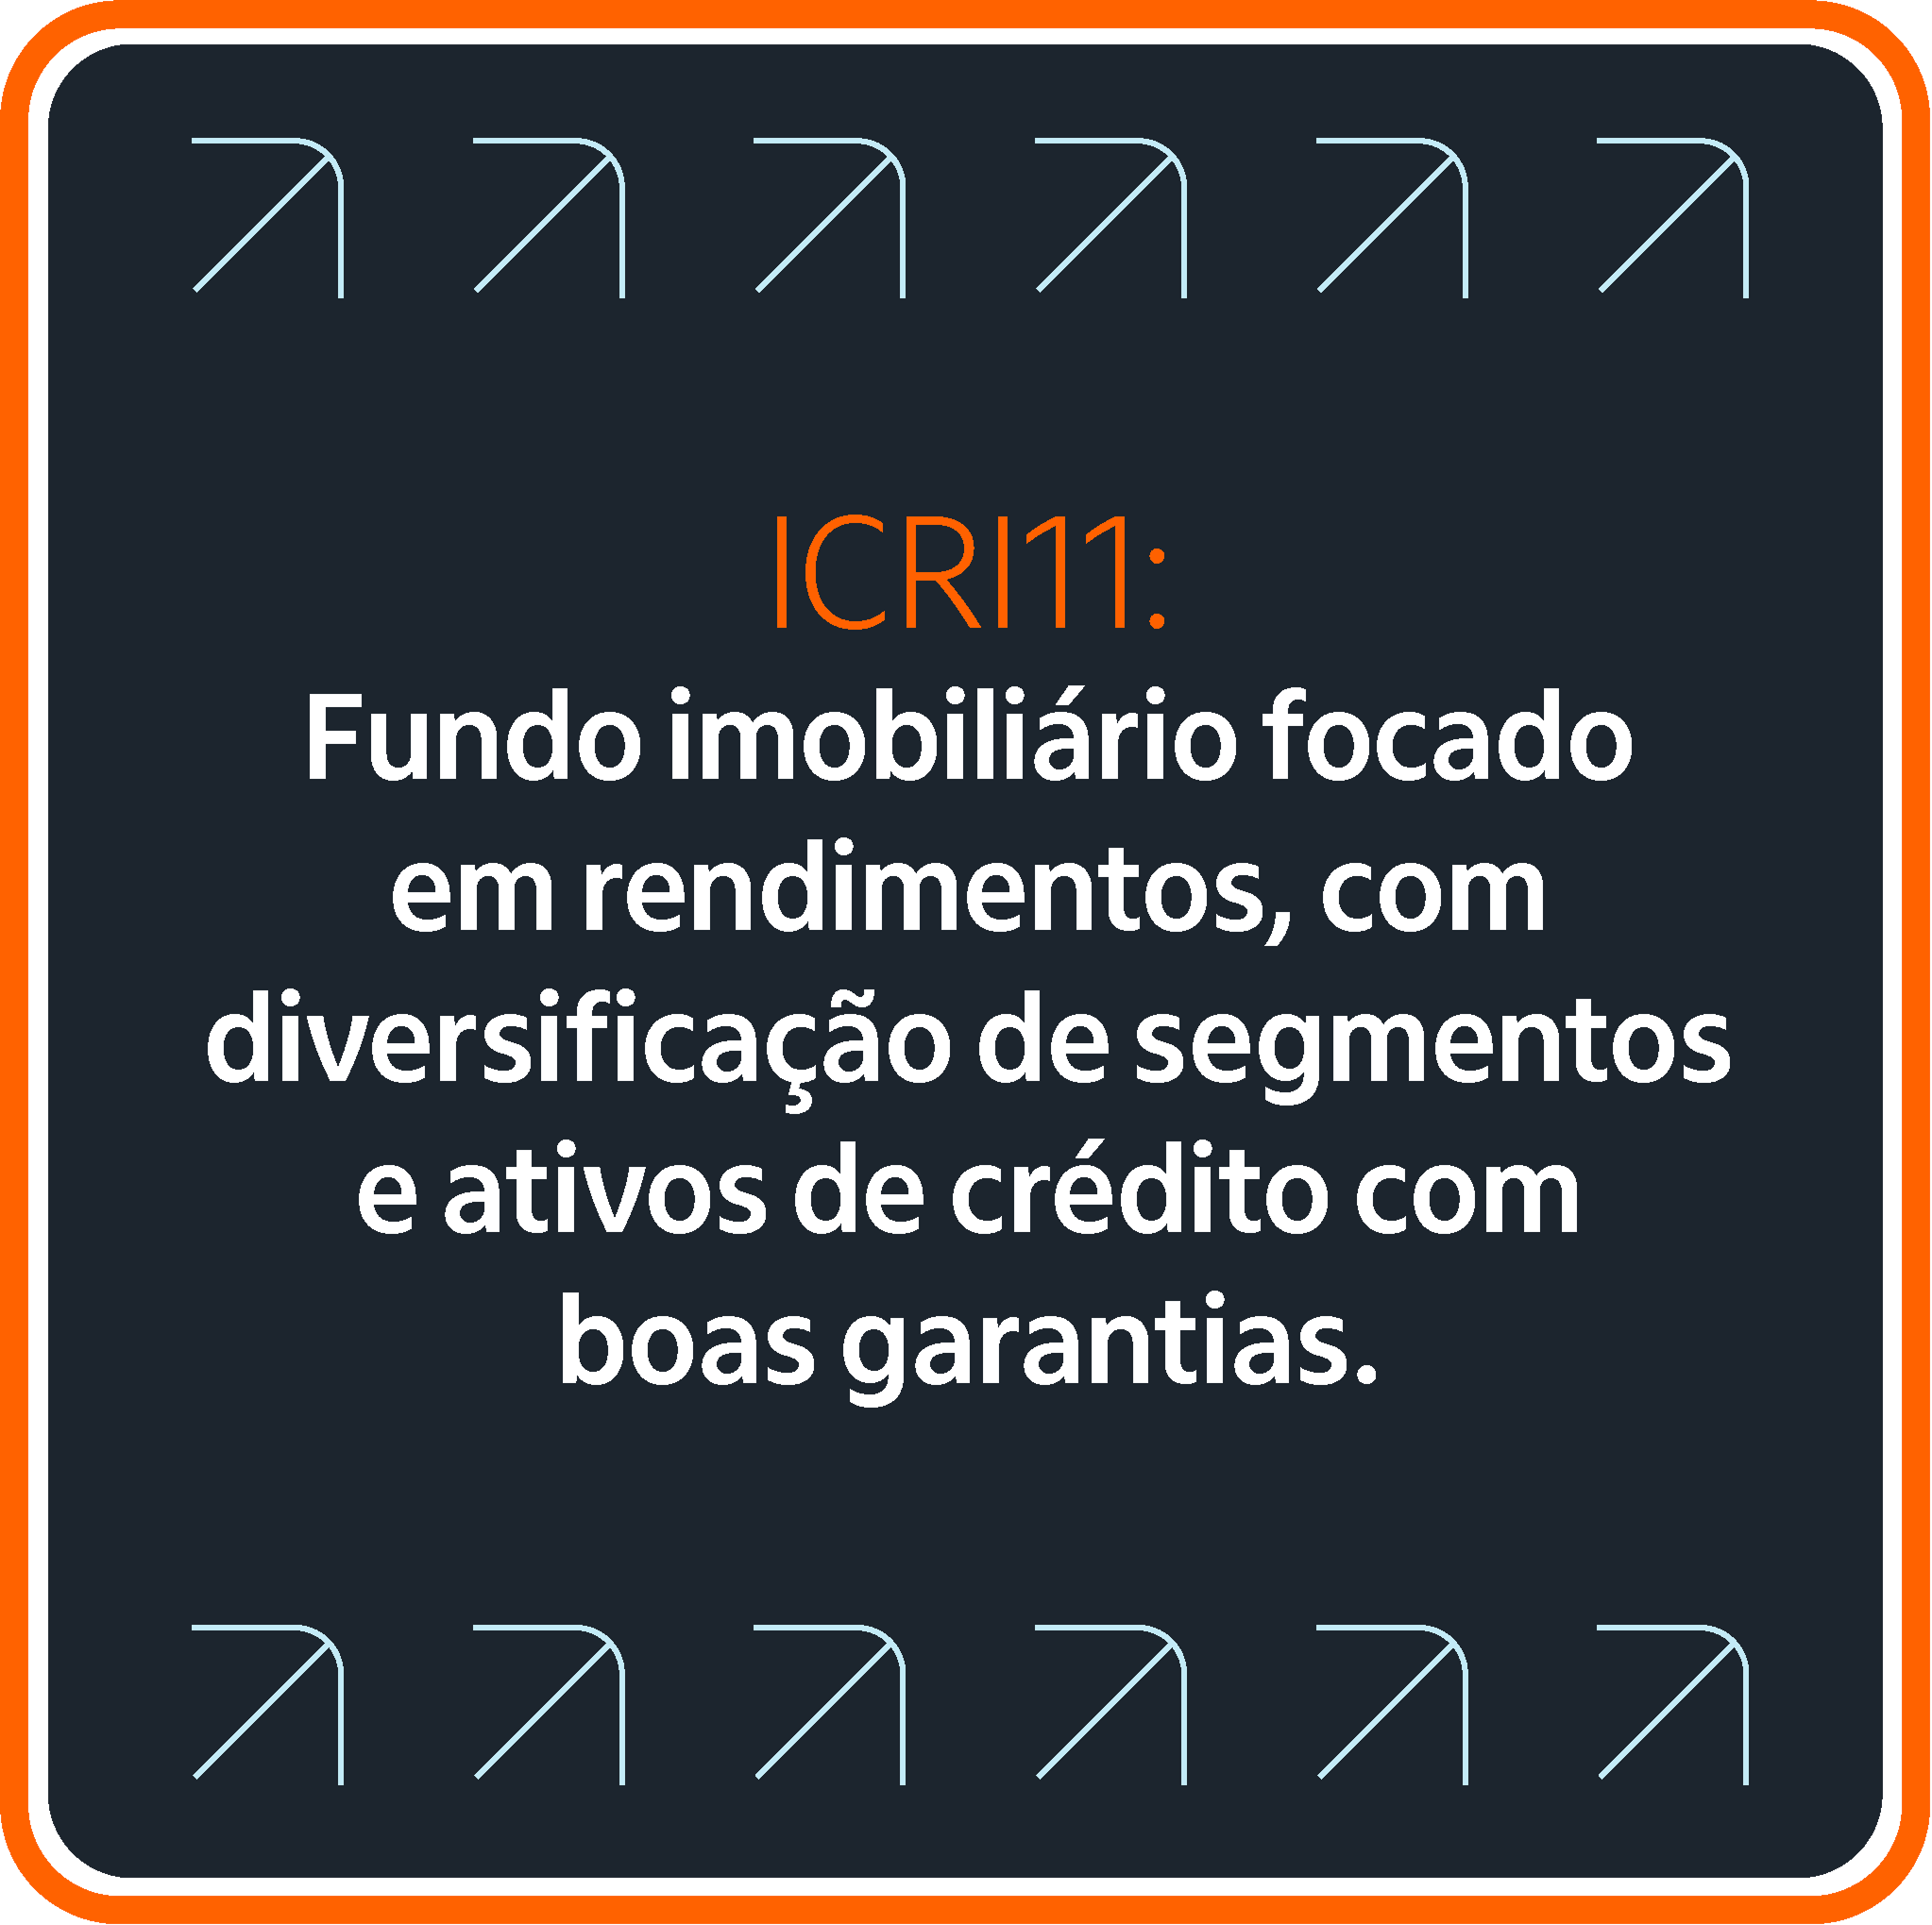 ICRI11:
Fundo imobiliário focado
em rendimentos, com
diversificação de segmentos
e ativos de crédito com
boas garantias.